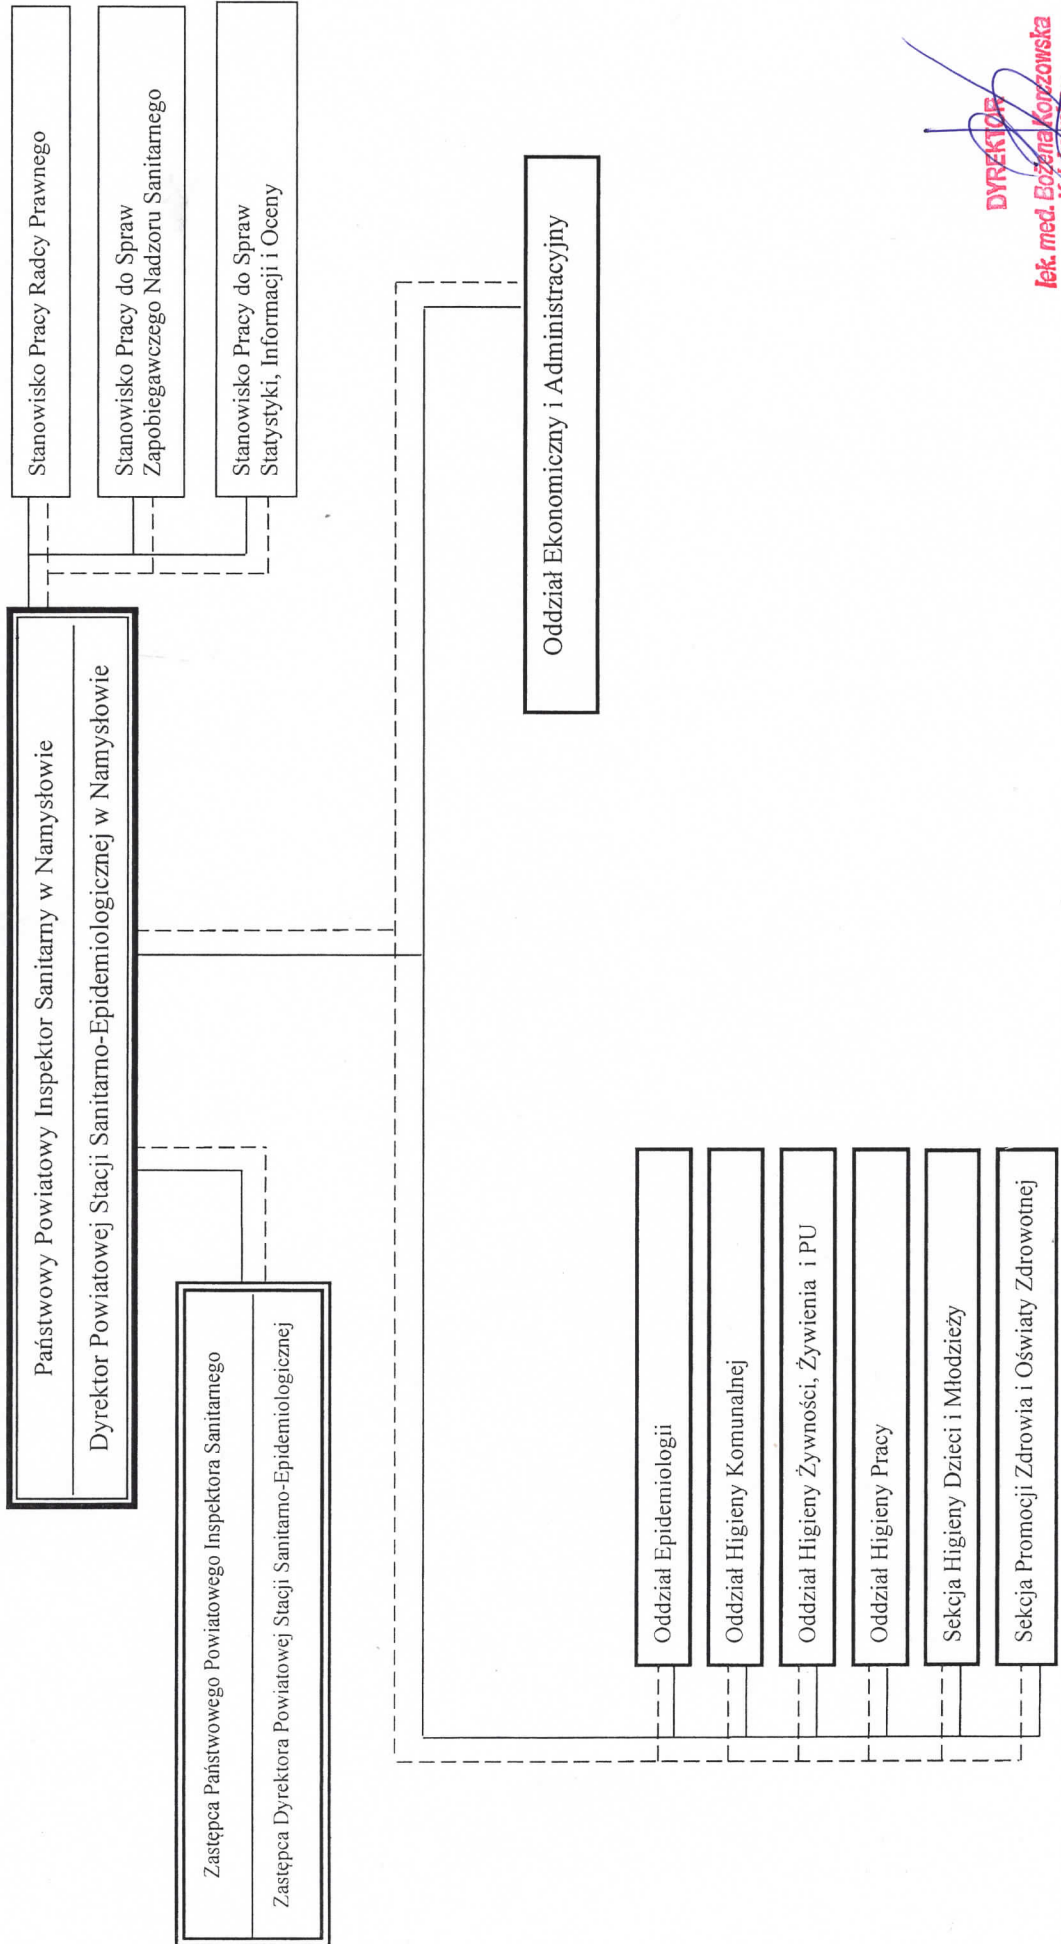 Państwowy Powiatowy Inspektor Sanitarny w Namysłowie
Dyrektor Powiatowej Stacji Sanitarno-Epidemiologicznej w Namysłowie
Stanowisko Pracy Radcy Prawnego
Stanowisko Pracy do Spraw
Zapobiegawczego Nadzoru Sanitarnego
Stanowisko Pracy do Spraw
Statystyki, Informacji i Oceny
Zastępca Państwowego Powiatowego Inspektora Sanitarnego
Zastępca Dyrektora Powiatowej Stacji Sanitarno-Epidemiologicznej
Oddział Ekonomiczny i Administracyjny
Oddział Epidemiologii
Oddział Higieny Komunalnej
Oddział Higieny Żywności, Żywienia i PU
Oddział Higieny Pracy
Sekcja Higieny Dzieci i Młodzieży
Sekcja Promocji Zdrowia i Oświaty Zdrowotnej
DYREKTOR
lek. med. Bożena Korczowska